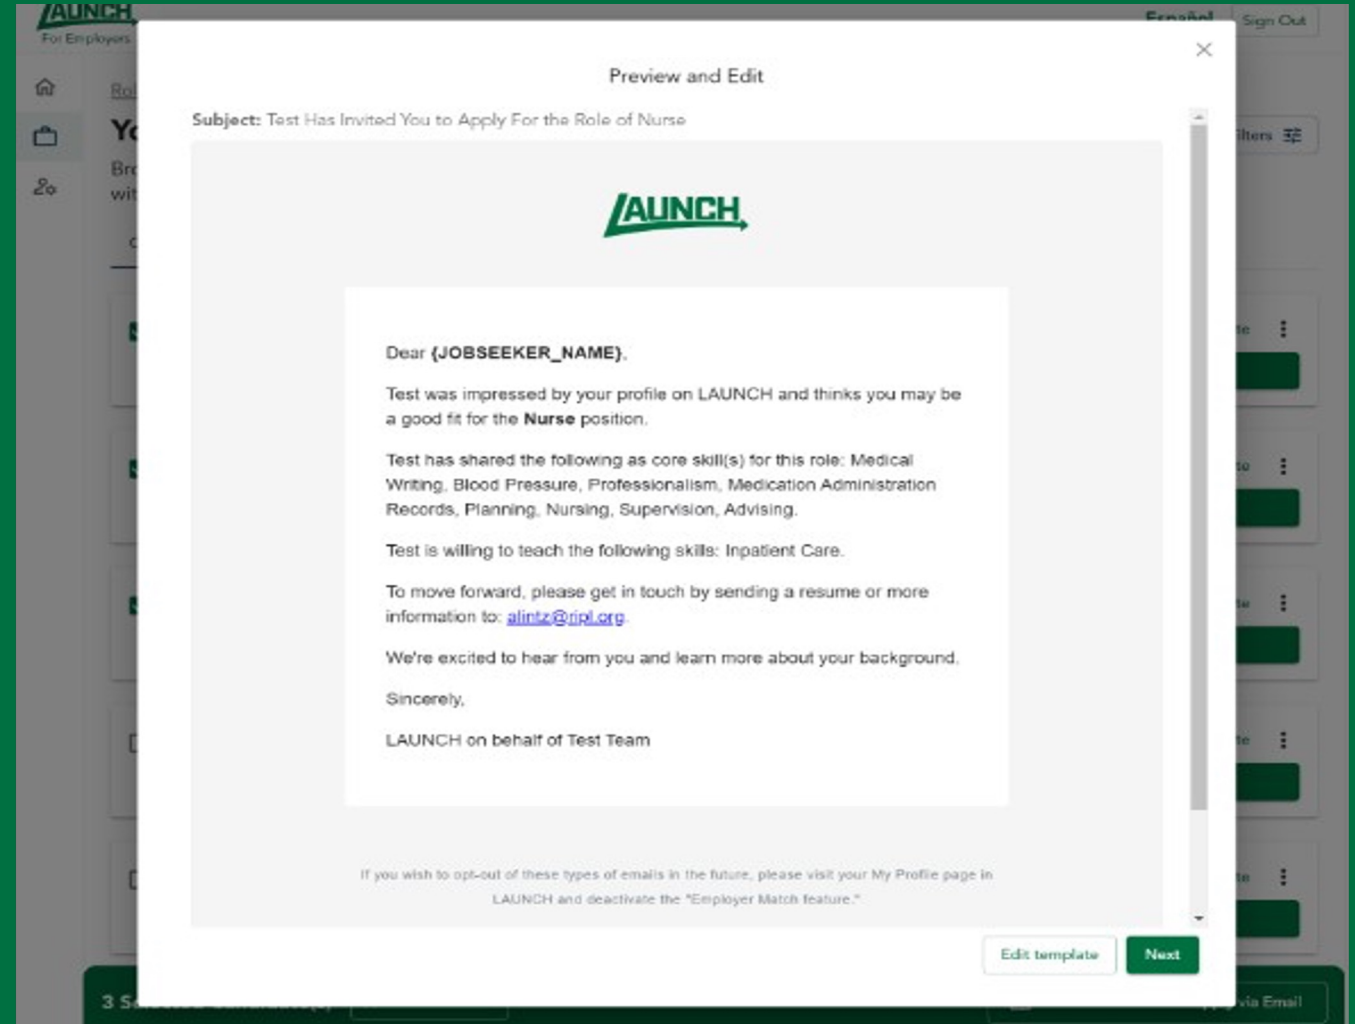 LAUNCH
For Employers
Español
Sign Out
Preview and Edit
Subject: Test Has Invited You to Apply For the Role of Nurse
LAUNCH
Dear {JOBSEEKER_NAME},
Test was impressed by your profile on LAUNCH and thinks you may be
a good fit for the Nurse position.
Test has shared the following as core skill(s) for this role: Medical
Writing, Blood Pressure, Professionalism, Medication Administration
Records, Planning, Nursing, Supervision, Advising.
Test is willing to teach the following skills: Inpatient Care.
To move forward, please get in touch by sending a resume or more
information to: alintz@ripl.org.
We're excited to hear from you and learn more about your background.
Sincerely,
LAUNCH on behalf of Test Team
If you wish to opt-out of these types of emails in the future, please visit your My Profile page in
LAUNCH and deactivate the "Employer Match feature."
Edit template
Next
3
via Email